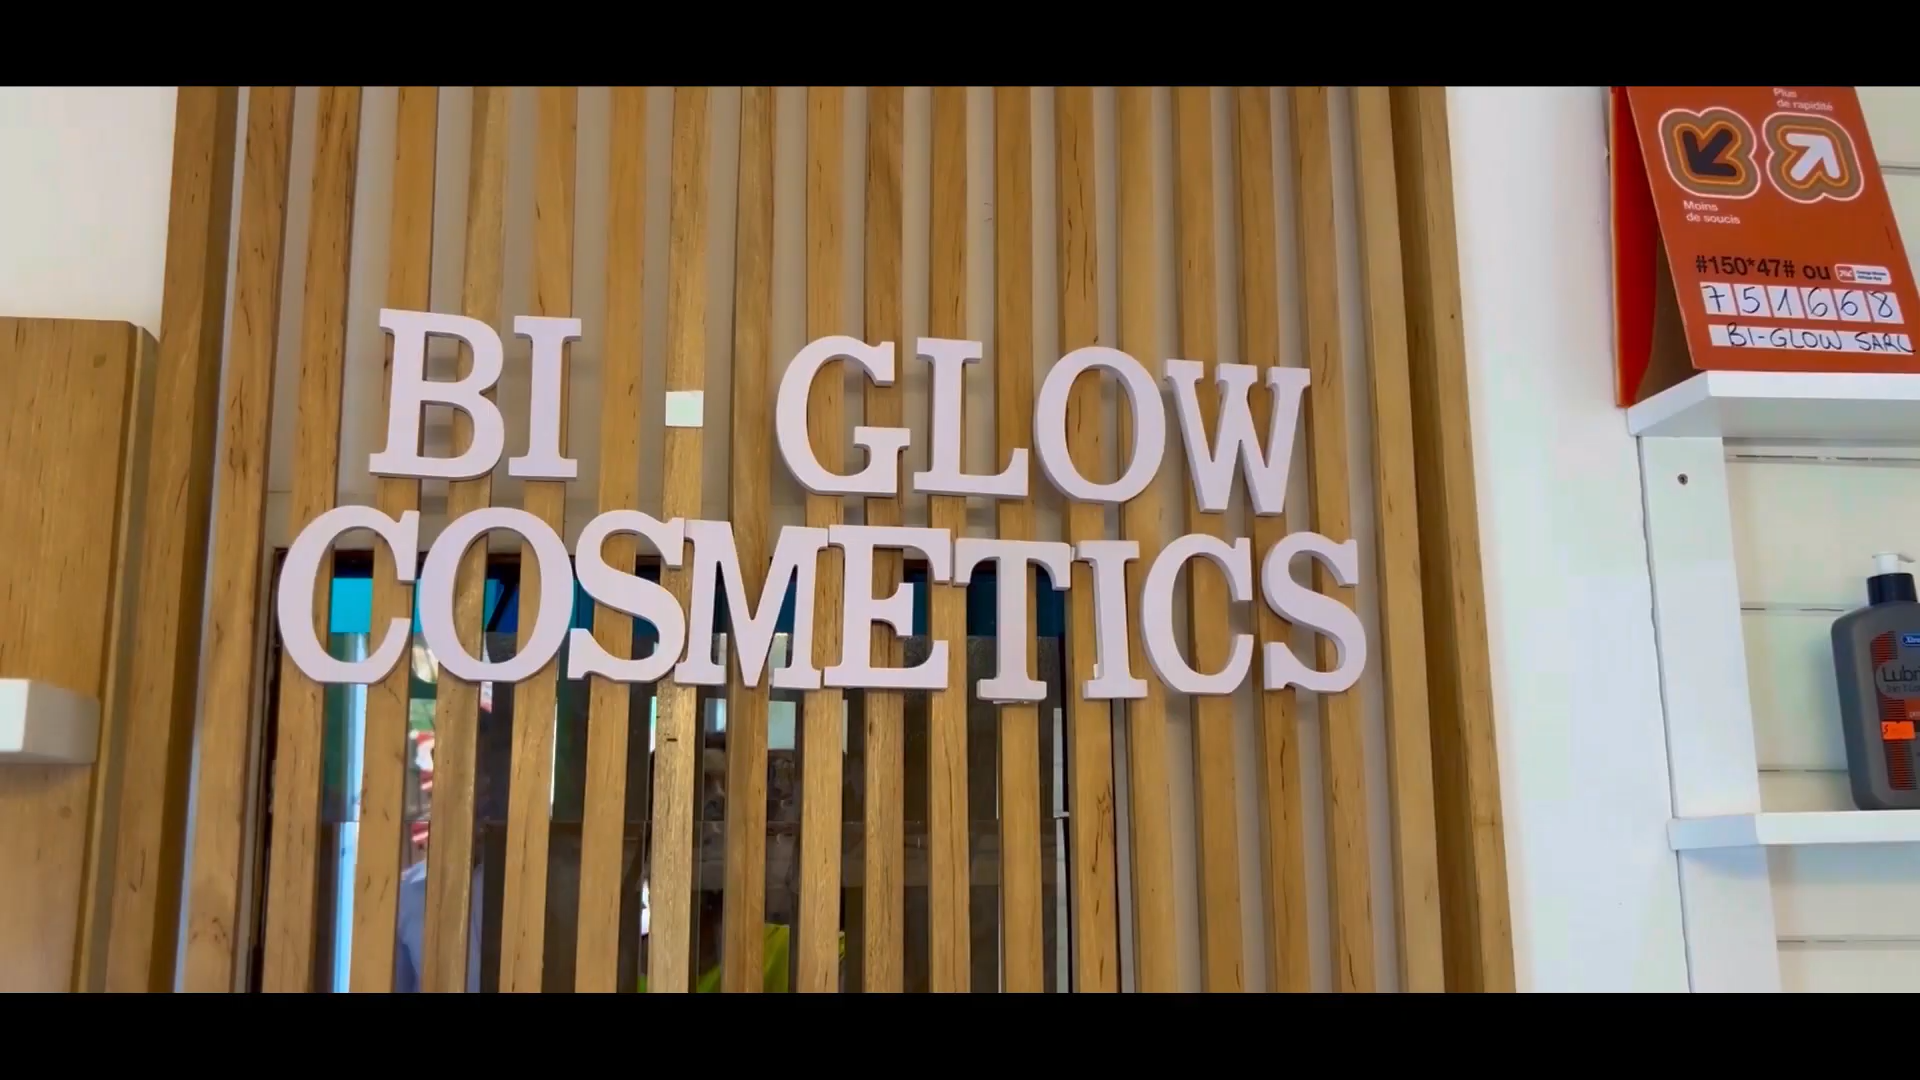 BI · GLOW
COSMETICS
Plus
de rapidité
Moins
de soucis
#150*47# ou
751668
BI-GLOW SARL